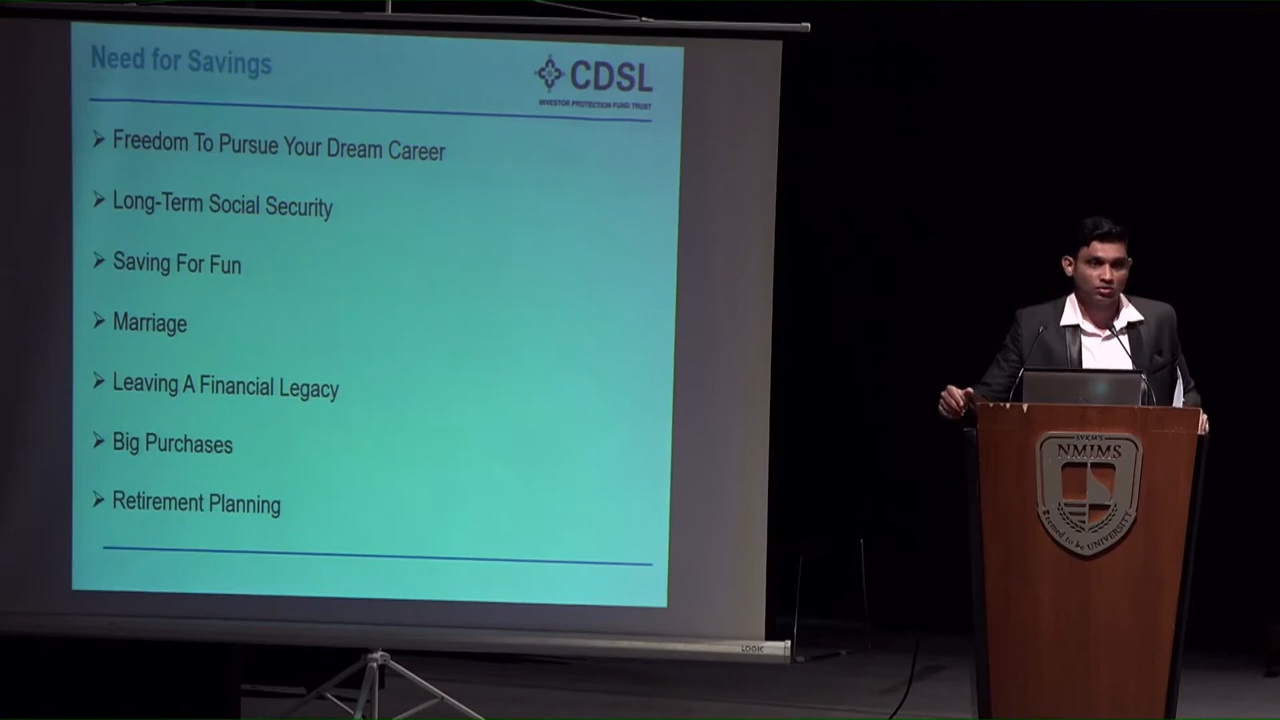 Need for Savings
CDSL
INVESTOR PROTECTION FUND TRUST
Freedom To Pursue Your Dream Career
Long-Term Social Security
Saving For Fun
Marriage
Leaving A Financial Legacy
Big Purchases
Retirement Planning
LOGIC
SVKM'S
NMIMS
Deemed to be UNIVERSITY